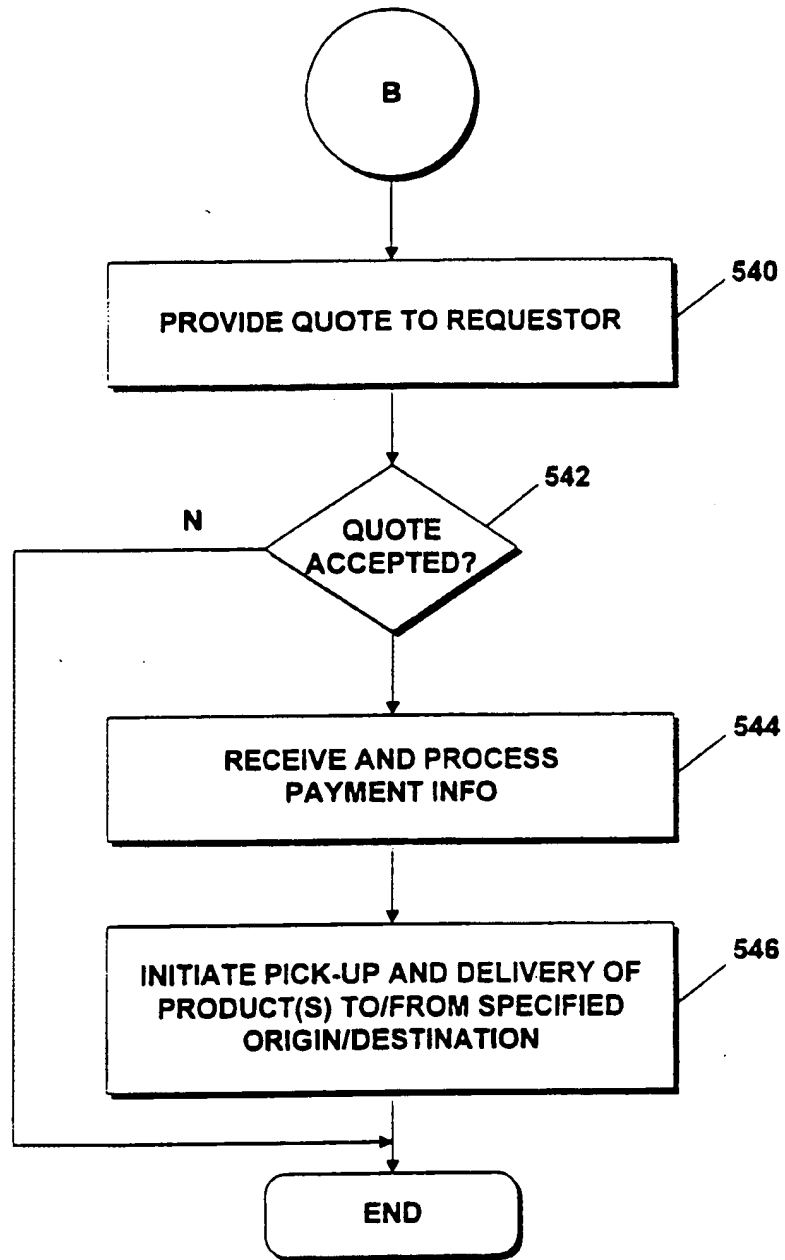 B
540
PROVIDE QUOTE TO REQUESTOR
542
N
QUOTE
ACCEPTED?
544
RECEIVE AND PROCESS
PAYMENT INFO
546
INITIATE PICK-UP AND DELIVERY OF
PRODUCT(S) TO/FROM SPECIFIED
ORIGIN/DESTINATION
END